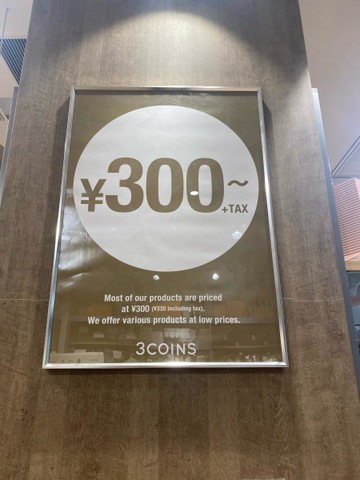 ¥300~
+TAX
Most of our products are priced
at ¥300 (¥330 including tax).
We offer various products at low prices.
3COINS